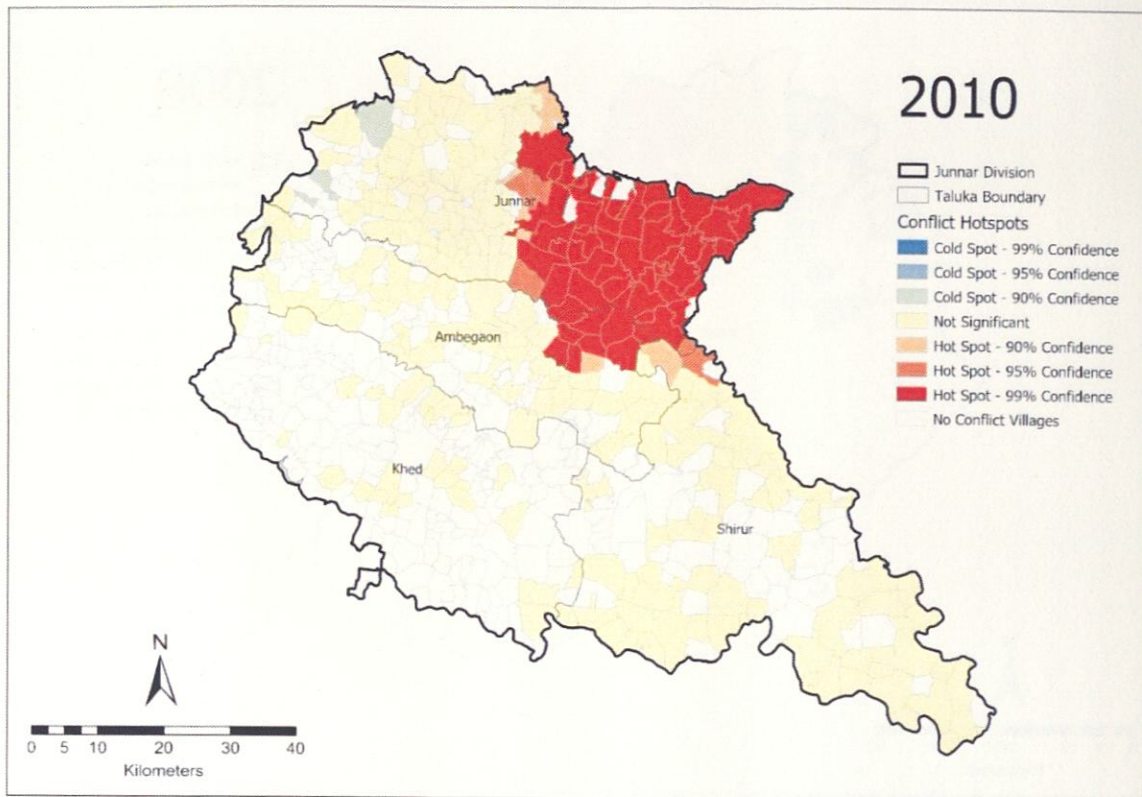 2010
Junnar Division
Taluka Boundary
Conflict Hotspots
Cold Spot - 99% Confidence
Cold Spot - 95% Confidence
Cold Spot - 90% Confidence
Not Significant
Hot Spot - 90% Confidence
Hot Spot - 95% Confidence
Hot Spot - 99% Confidence
No Conflict Villages
Junnar
Ambegaon
Khed
Shirur
N
0 5 10 20 30 40
Kilometers